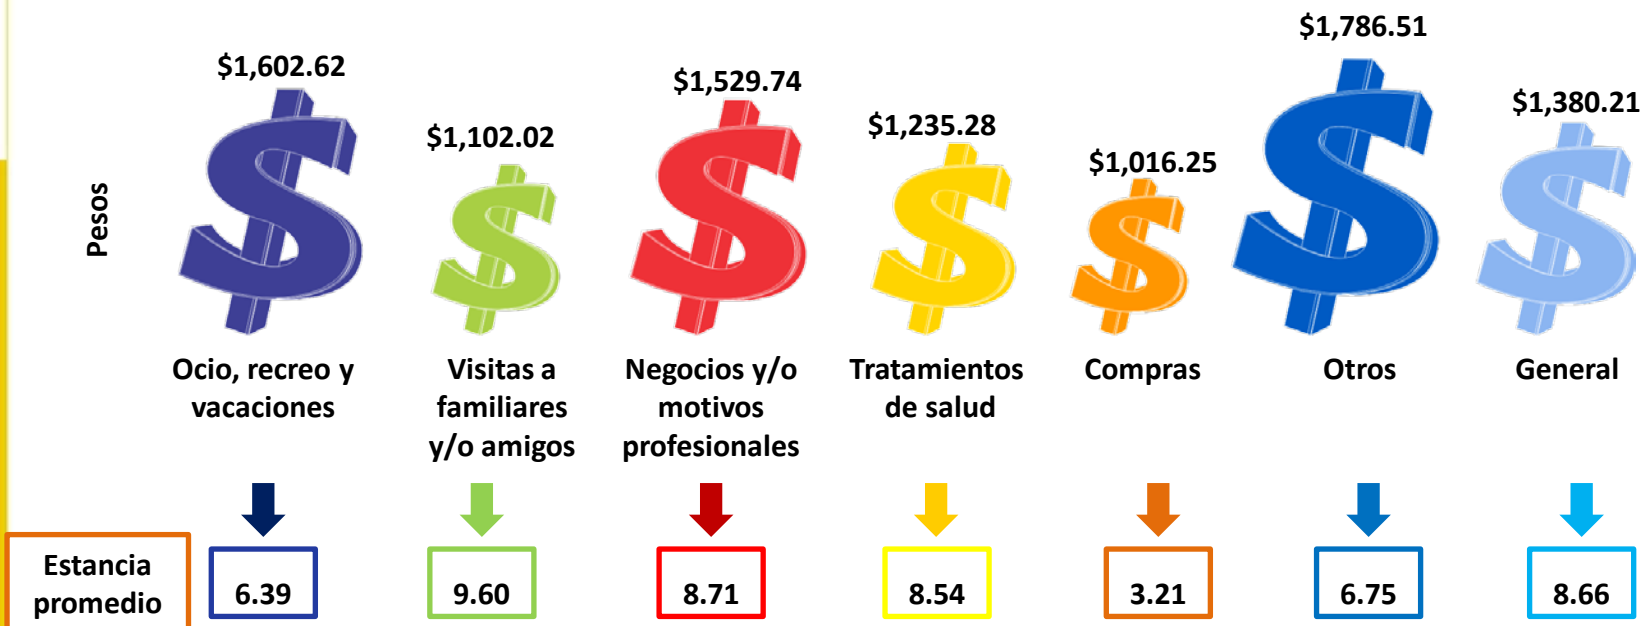 $1,602.62
$1,102.02
$1,529.74
$1,235.28
$1,016.25
$1,786.51
$1,380.21
Pesos
Ocio, recreo y
vacaciones
Visitas a
familiares
y/o amigos
Negocios y/o
motivos
profesionales
Tratamientos
de salud
Compras
Otros
General
Estancia
promedio
6.39
9.60
8.71
8.54
3.21
6.75
8.66